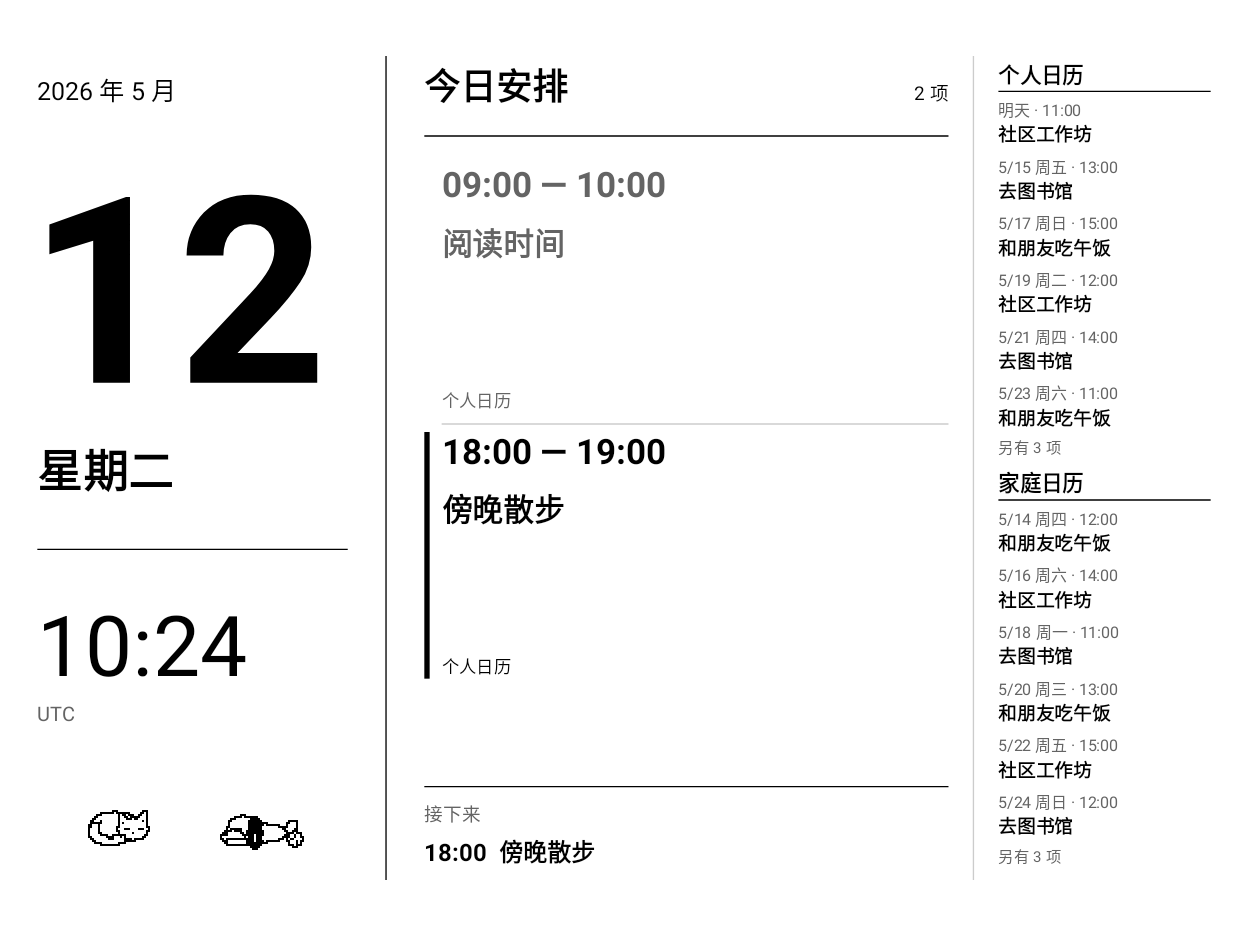 2026 年 5 月
12
星期二
10:24
UTC
今日安排
2 项
09:00 — 10:00
阅读时间
个人日历
18:00 — 19:00
傍晚散步
个人日历
接下来
18:00 傍晚散步
个人日历
明天 · 11:00
社区工作坊
5/15 周五 · 13:00
去图书馆
5/17 周日 · 15:00
和朋友吃午饭
5/19 周二 · 12:00
社区工作坊
5/21 周四 · 14:00
去图书馆
5/23 周六 · 11:00
和朋友吃午饭
另有 3 项
家庭日历
5/14 周四 · 12:00
和朋友吃午饭
5/16 周六 · 14:00
社区工作坊
5/18 周一 · 11:00
去图书馆
5/20 周三 · 13:00
和朋友吃午饭
5/22 周五 · 15:00
社区工作坊
5/24 周日 · 12:00
去图书馆
另有 3 项